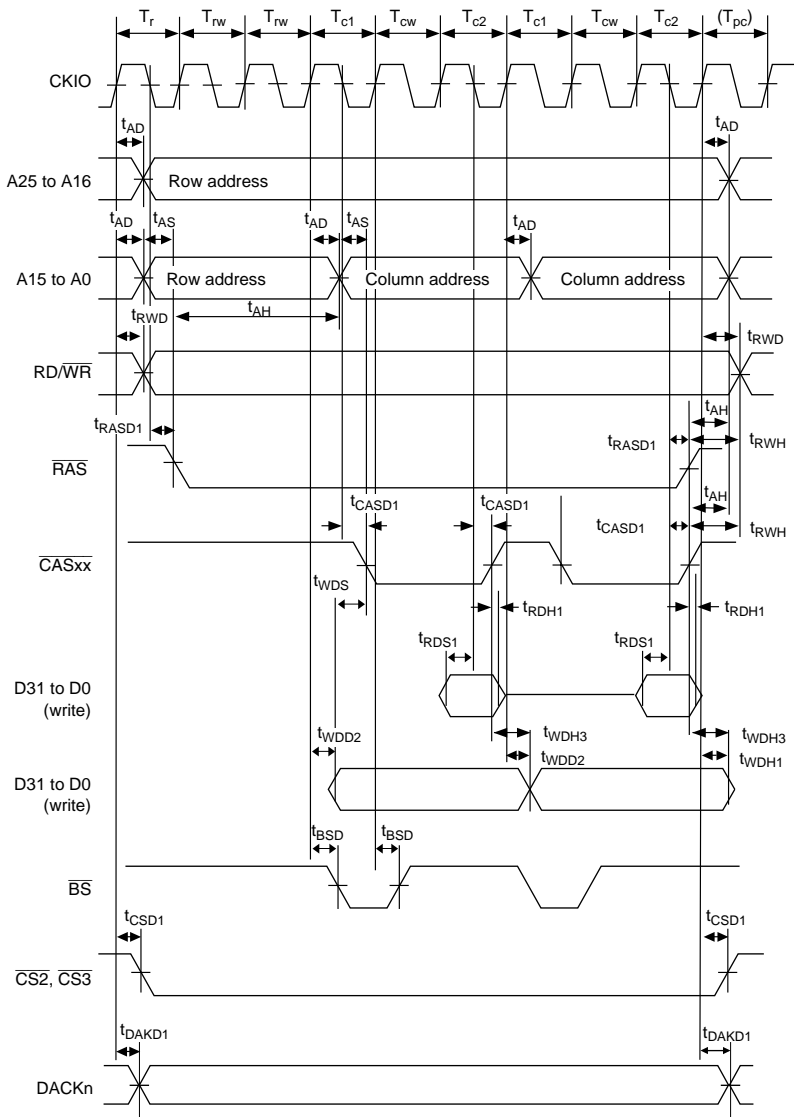 Tr Trw Trw Tc1 Tcw Tc2 Tc1 Tcw Tc2 (Tpc)
CKIO
tAD tAD
A25 to A16 Row address
tAD tAS tAD tAS tAD
A15 to A0 Row address Column address Column address
tRWD tAH tRWD
RD/WR
tAH
tRASD1 tRASD1 tRWH
RAS
tAH
tCASD1 tCASD1 tCASD1 tRWH
CASxx
tWDS tRDH1 tRDH1
tRDS1 tRDS1
D31 to D0
(write)
tWDD2 tWDH3 tWDH3
tWDD2 tWDH1
D31 to D0
(write)
tBSD tBSD
BS
tCSD1 tCSD1
CS2, CS3
tDAKD1 tDAKD1
DACKn